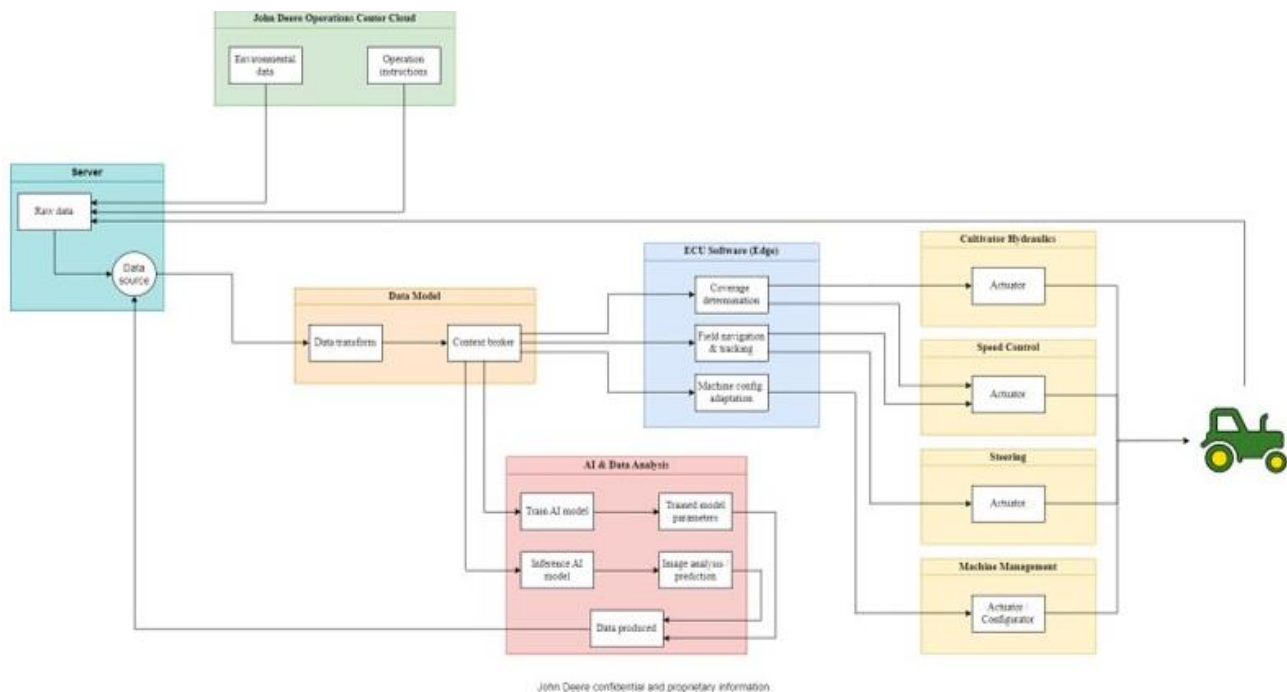 John Deere Operations Center Cloud
Environmental
data
Operation
instructions
Server
Raw data
Data
source
Data Model
Data transform
Context broker
ECU Software (Edge)
Coverage
determination
Field navigation
& tracking
Machine config.
adaptation
AI & Data Analysis
Train AI model
Trained model
parameters
Inference AI
model
Image analysis-
prediction
Data produced
Cultivator Hydraulics
Actuator
Speed Control
Actuator
Steering
Actuator
Machine Management
Actuator /
Configurator
John Deere confidential and proprietary information